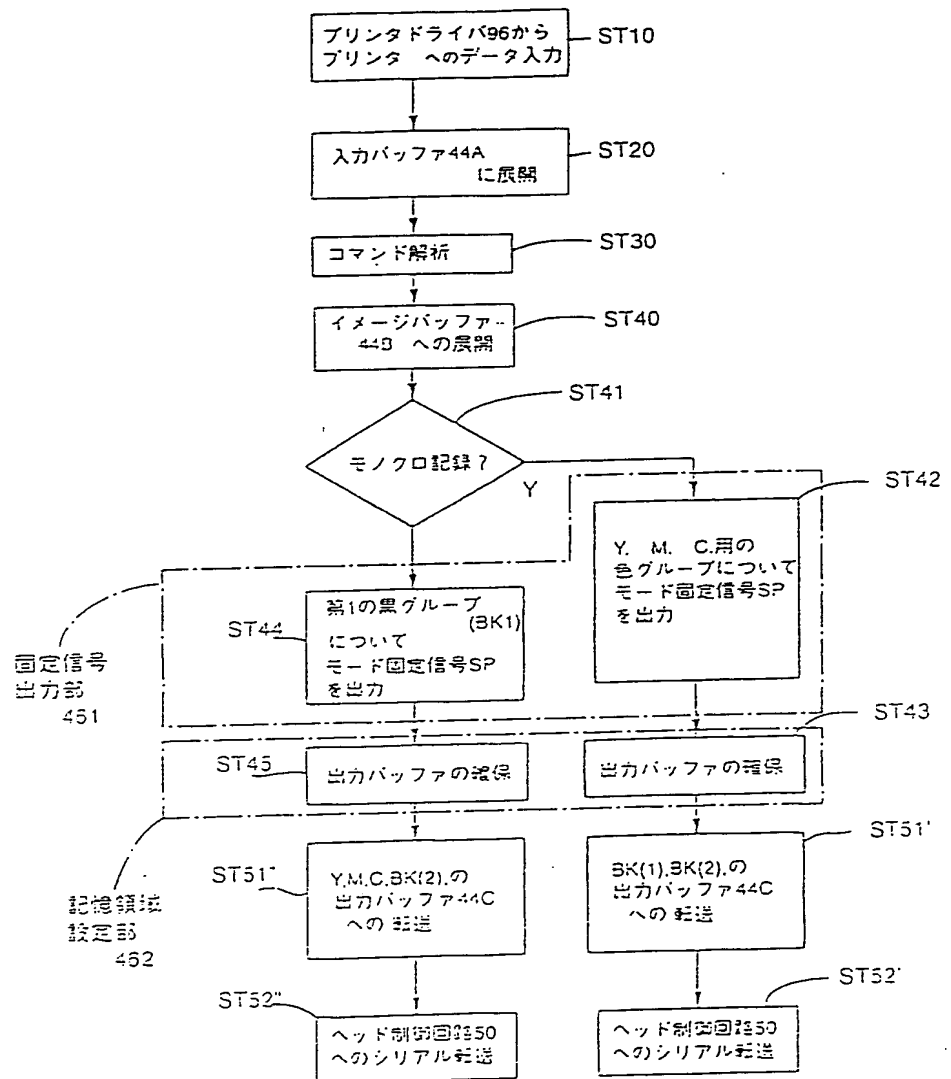 プリンタドライバ96から
プリンタ へのデータ入力
ST10
入力バッファ44A
に展開
ST20
コマンド解析
ST30
イメージバッファ
44B への展開
ST40
ST41
モノクロ記録?
Y
ST42
Y. M. C.用の
色グループについて
モード固定信号SP
を出力
第1の黒グループ
(BK1)
について
モード固定信号SP
を出力
ST44
固定信号
出力部
461
ST43
出力バッファの確保
ST45
出力バッファの確保
ST51'
BK(1).BK(2).の
出力バッファ44C
への 転送
ST51"
Y.M.C.BK(2).の
出力バッファ44C
への 転送
記憶領域
設定部
462
ST52"
ヘッド制御回路50
へのシリアル転送
ST52'
ヘッド制御回路50
へのシリアル転送